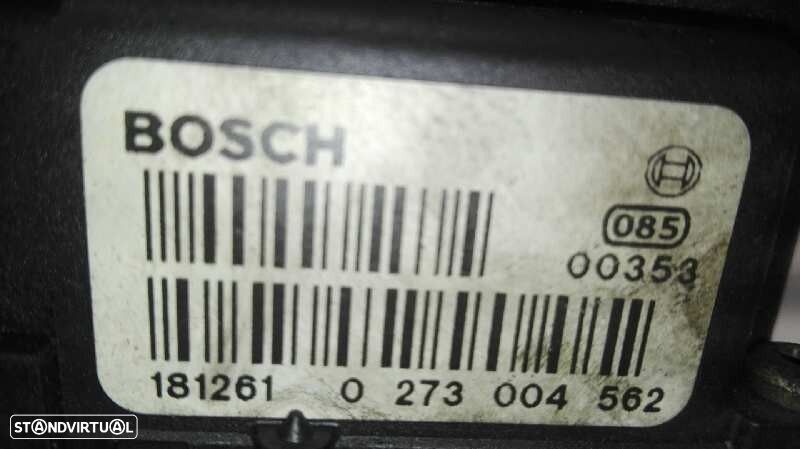 BOSCH
085
00353
181261 0 273 004 562
STANDVIRTUAL